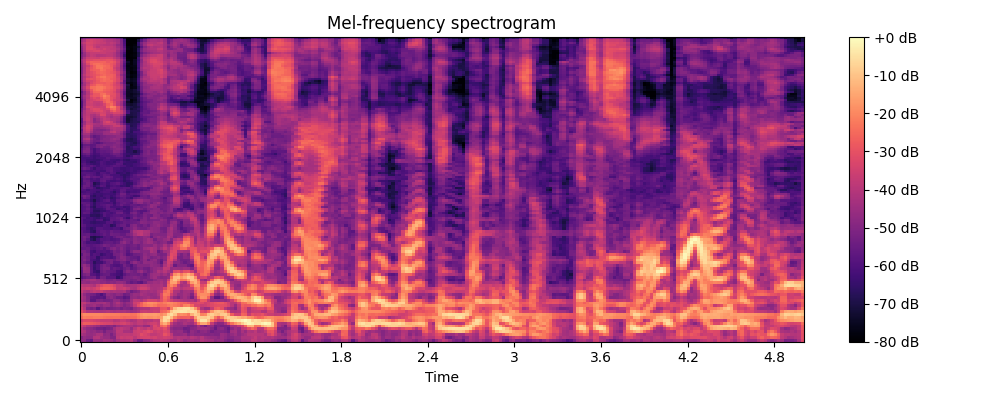 Mel-frequency spectrogram
+0 dB
-10 dB
-20 dB
-30 dB
-40 dB
-50 dB
-60 dB
-70 dB
-80 dB
4096
2048
1024
512
0
Hz
0 0.6 1.2 1.8 2.4 3 3.6 4.2 4.8
Time